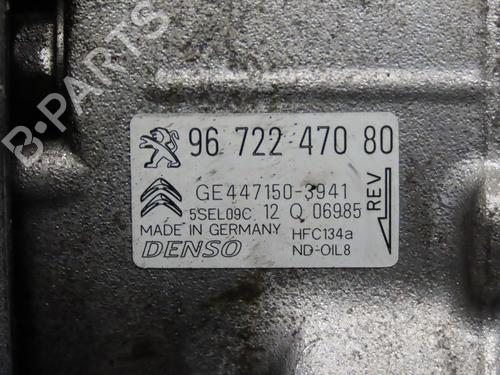 B-PARTS
96 722 470 80
GE447150-3941
5SEL09C 12 Q 06985
MADE IN GERMANY HFC134a
DENSO ND-OIL8
REV